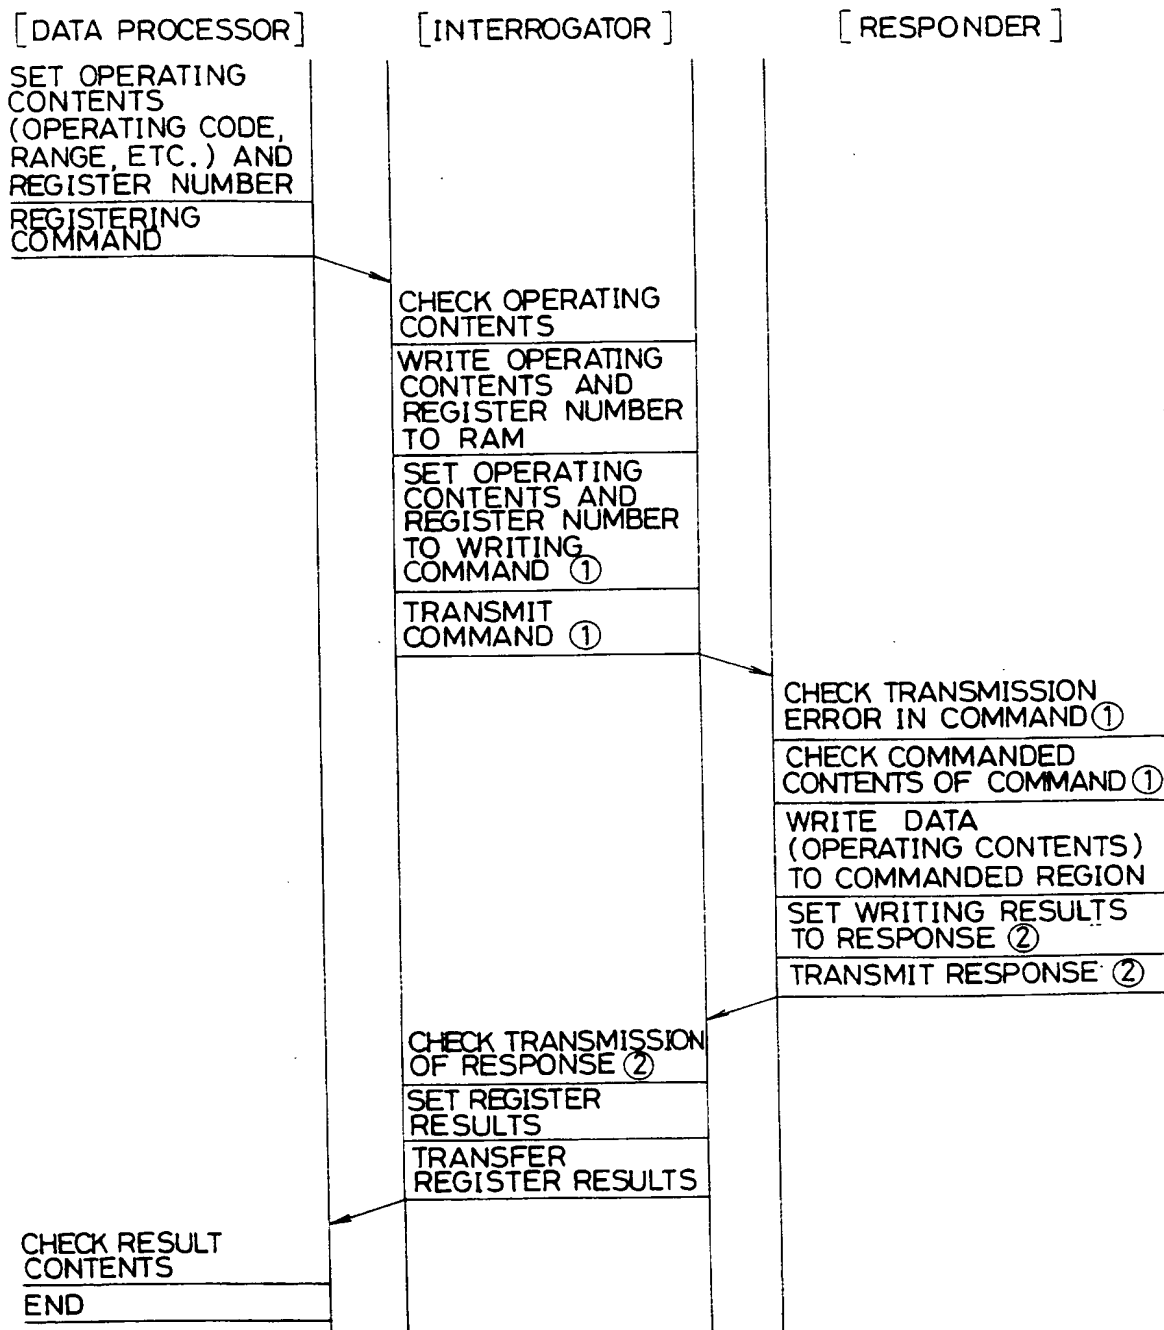 [DATA PROCESSOR]
[INTERROGATOR]
[RESPONDER]
SET OPERATING
CONTENTS
(OPERATING CODE,
RANGE, ETC.) AND
REGISTER NUMBER
REGISTERING
COMMAND
CHECK OPERATING
CONTENTS
WRITE OPERATING
CONTENTS AND
REGISTER NUMBER
TO RAM
SET OPERATING
CONTENTS AND
REGISTER NUMBER
TO WRITING
COMMAND ①
TRANSMIT
COMMAND ①
CHECK TRANSMISSION
ERROR IN COMMAND ①
CHECK COMMANDED
CONTENTS OF COMMAND ①
WRITE DATA
(OPERATING CONTENTS)
TO COMMANDED REGION
SET WRITING RESULTS
TO RESPONSE ②
TRANSMIT RESPONSE ②
CHECK TRANSMISSION
OF RESPONSE ②
SET REGISTER
RESULTS
TRANSFER
REGISTER RESULTS
CHECK RESULT
CONTENTS
END